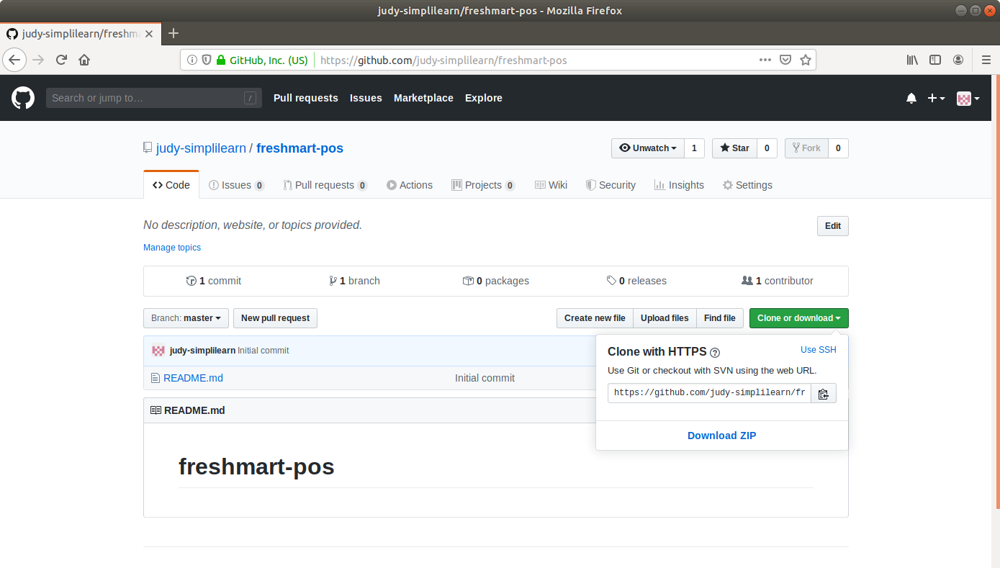 judy-simplilearn/freshmart-pos - Mozilla Firefox
judy-simplilearn/freshm
GitHub, Inc. (US) https://github.com/judy-simplilearn/freshmart-pos
Search or jump to… / Pull requests Issues Marketplace Explore
judy-simplilearn / freshmart-pos Unwatch 1 Star 0 Fork 0
Code Issues 0 Pull requests 0 Actions Projects 0 Wiki Security Insights Settings
No description, website, or topics provided. Edit
Manage topics
1 commit 1 branch 0 packages 0 releases 1 contributor
Branch: master New pull request Create new file Upload files Find file Clone or download
judy-simplilearn Initial commit
README.md Initial commit
Clone with HTTPS ? Use SSH
Use Git or checkout with SVN using the web URL.
https://github.com/judy-simplilearn/fr
Download ZIP
README.md
freshmart-pos